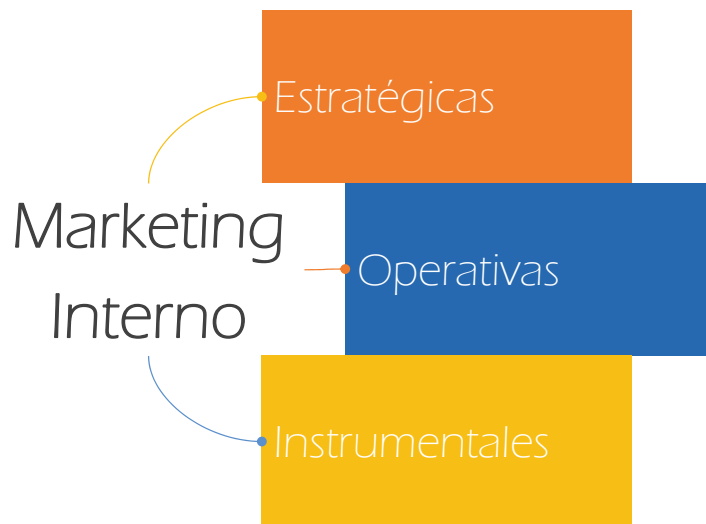 Estratégicas
Marketing
Interno
Operativas
Instrumentales